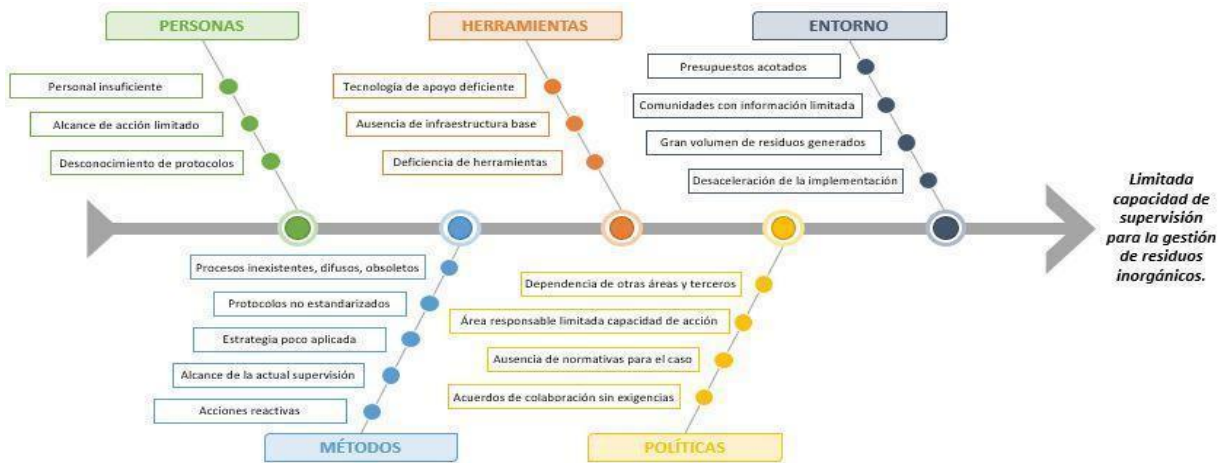 PERSONAS
Personal insuficiente
Alcance de acción limitado
Desconocimiento de protocolos
HERRAMIENTAS
Tecnología de apoyo deficiente
Ausencia de infraestructura base
Deficiencia de herramientas
ENTORNO
Presupuestos acotados
Comunidades con información limitada
Gran volumen de residuos generados
Desaceleración de la implementación
Limitada
capacidad de
supervisión
para la gestión
de residuos
inorgánicos.
Procesos inexistentes, difusos, obsoletos
Protocolos no estandarizados
Estrategia poco aplicada
Alcance de la actual supervisión
Acciones reactivas
MÉTODOS
Dependencia de otras áreas y terceros
Área responsable limitada capacidad de acción
Ausencia de normativas para el caso
Acuerdos de colaboración sin exigencias
POLÍTICAS